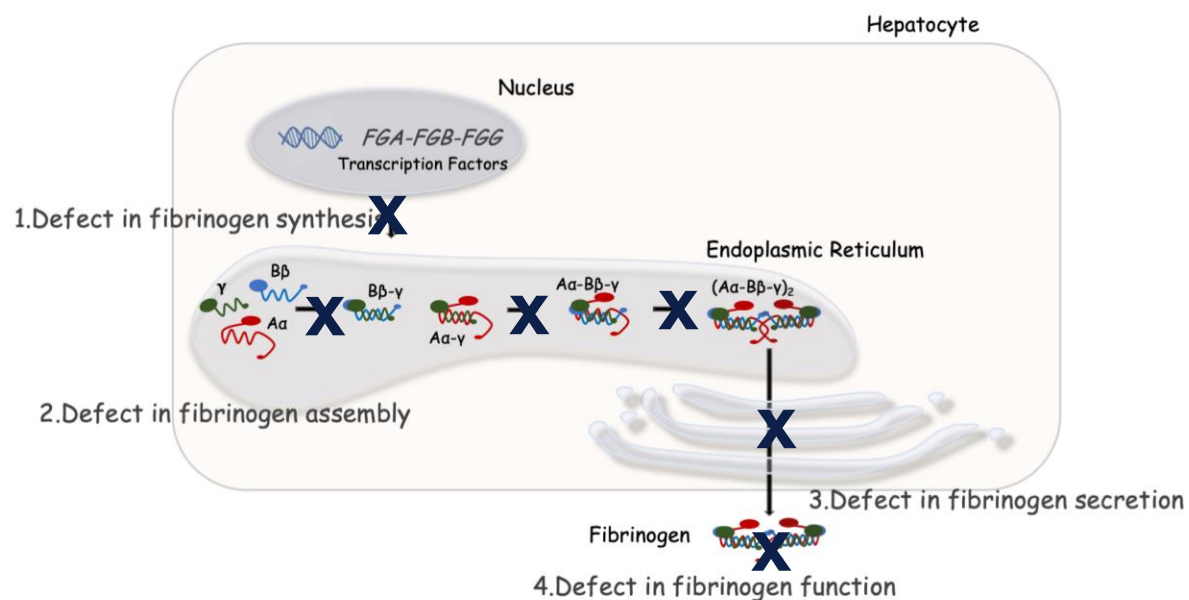 Hepatocyte
Nucleus
FGA-FGB-FGG
Transcription Factors
X
1.Defect in fibrinogen synthesis
Endoplasmic Reticulum
γ
Bβ
Aα
X
Bβ-γ
Aα-γ
X
Aα-Bβ-γ
X
(Aα-Bβ-γ)₂
2.Defect in fibrinogen assembly
X
3.Defect in fibrinogen secretion
Fibrinogen
X
4.Defect in fibrinogen function